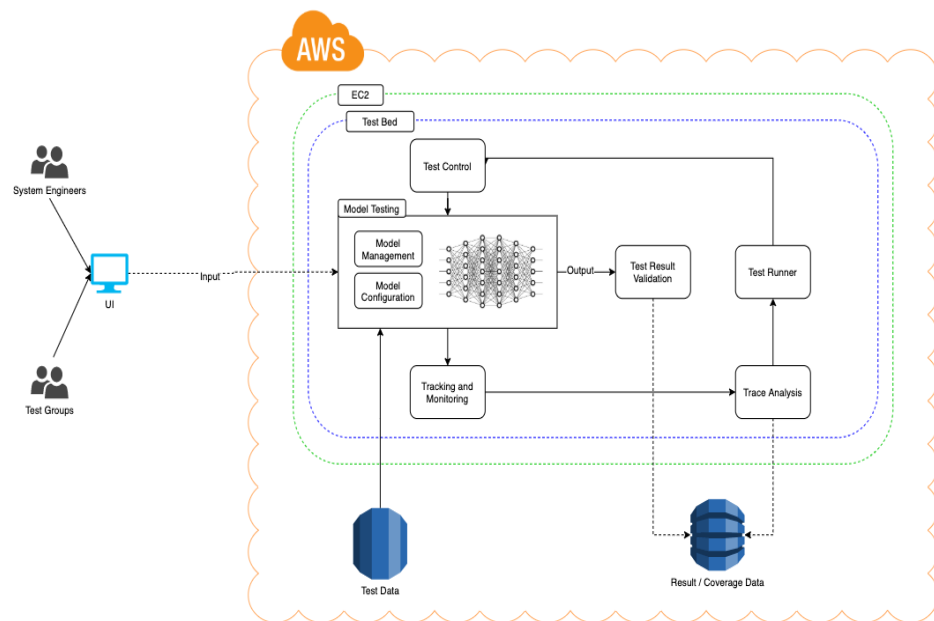 AWS
EC2
Test Bed
Test Control
System Engineers
Model Testing
Model
Management
Model
Configuration
Input
UI
Output
Test Result
Validation
Test Runner
Tracking and
Monitoring
Trace Analysis
Test Groups
Test Data
Result / Coverage Data